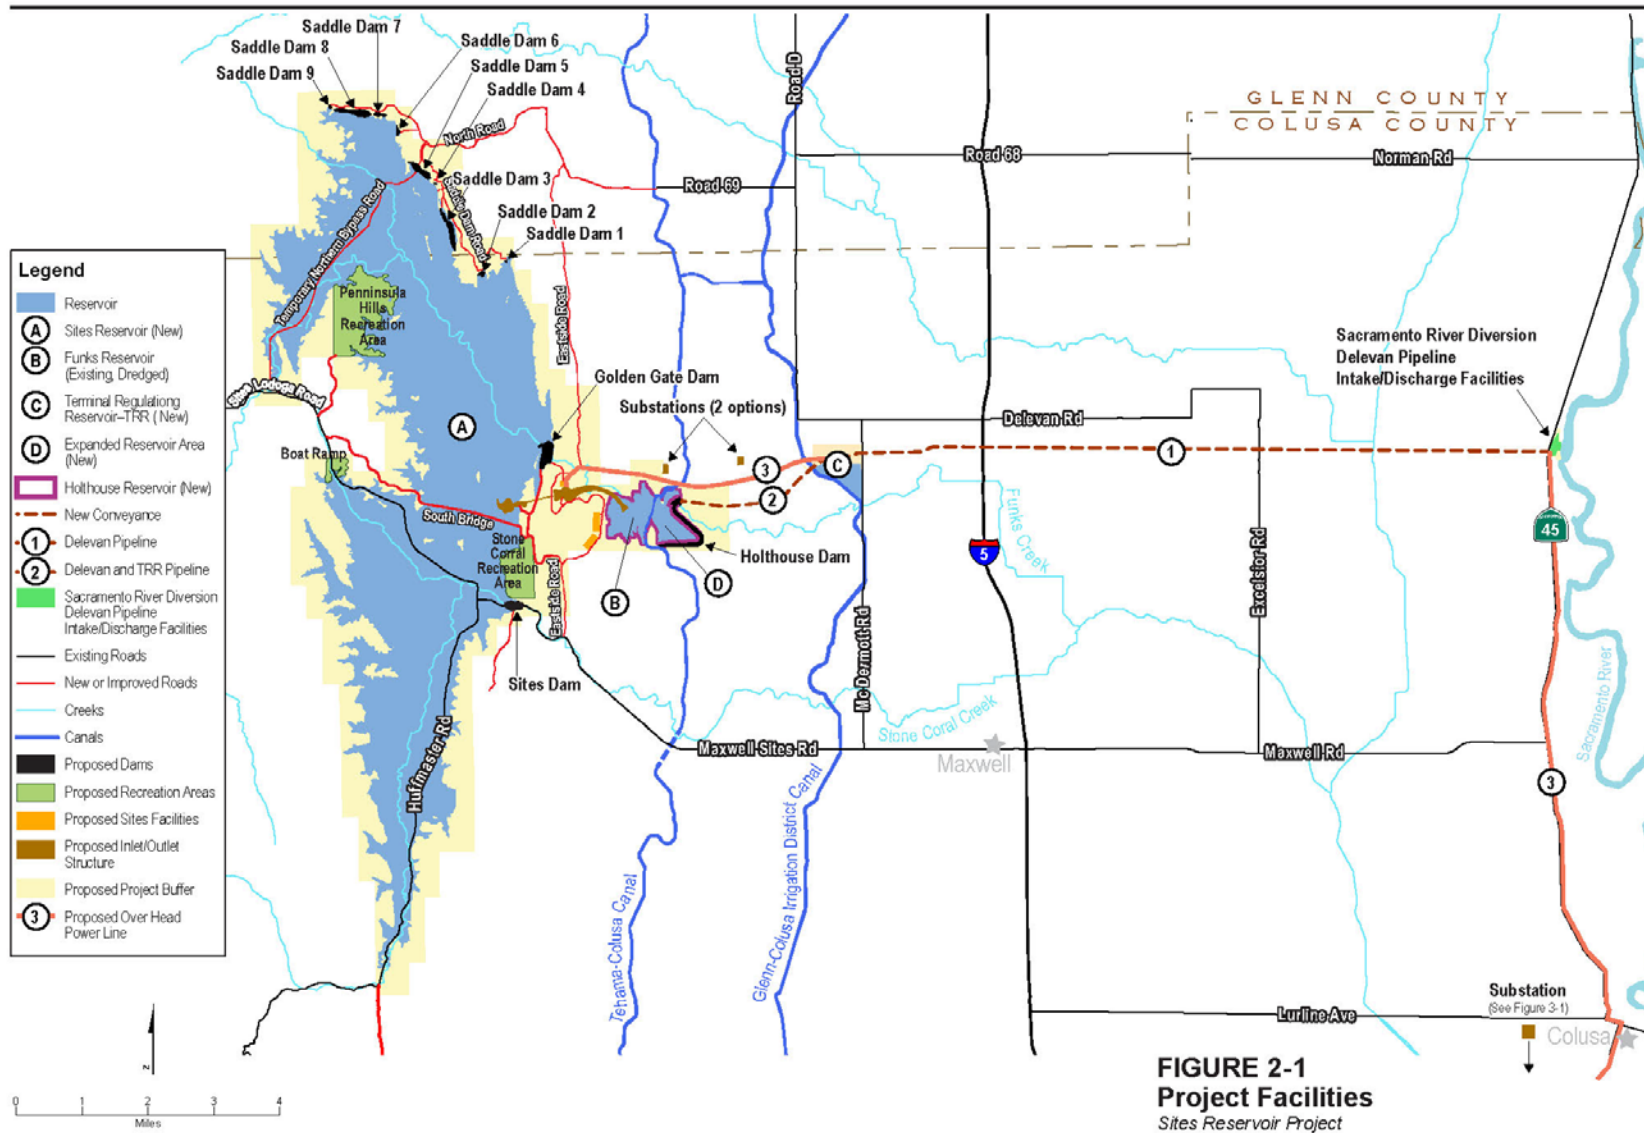 Saddle Dam 7
Saddle Dam 8
Saddle Dam 6
Saddle Dam 5
Saddle Dam 9
Saddle Dam 4
Road D
GLENN COUNTY
COLUSA COUNTY
North Road
Road 68
Norman Rd
Saddle Dam 3
Road 69
Saddle Dam Road
Temporary Northern Bypass Road
Saddle Dam 2
Saddle Dam 1
Legend
Reservoir
A Sites Reservoir (New)
B Funks Reservoir
(Existing, Dredged)
C Terminal Regulationg
Reservoir–TRR ( New)
D Expanded Reservoir Area
(New)
Holthouse Reservoir (New)
New Conveyance
1 Delevan Pipeline
2 Delevan and TRR Pipeline
Sacramento River Diversion
Delevan Pipeline
Intake/Discharge Facilities
Existing Roads
New or Improved Roads
Creeks
Canals
Proposed Dams
Proposed Recreation Areas
Proposed Sites Facilities
Proposed Inlet/Outlet
Structure
Proposed Project Buffer
3 Proposed Over Head
Power Line
Penninsula
Hills
Recreation
Area
Eastside Road
Sites Lodoga Road
Golden Gate Dam
Substations (2 options)
Delevan Rd
Sacramento River Diversion
Delevan Pipeline
Intake/Discharge Facilities
A
Boat Ramp
3
C
1
2
South Bridge
Stone
Corral
Recreation
Area
Holthouse Dam
Funks Creek
5
45
Excelsior Rd
B
D
Eastside Road
Mc Dermott Rd
Sites Dam
Huffmaster Rd
Stone Coral Creek
Maxwell Sites Rd
Maxwell
Maxwell Rd
Sacramento River
3
Tehama-Colusa Canal
Glenn-Colusa Irrigation District Canal
Lurline Ave
Substation
(See Figure 3-1)
Colusa
z
0 1 2 3 4
Miles
FIGURE 2-1
Project Facilities
Sites Reservoir Project